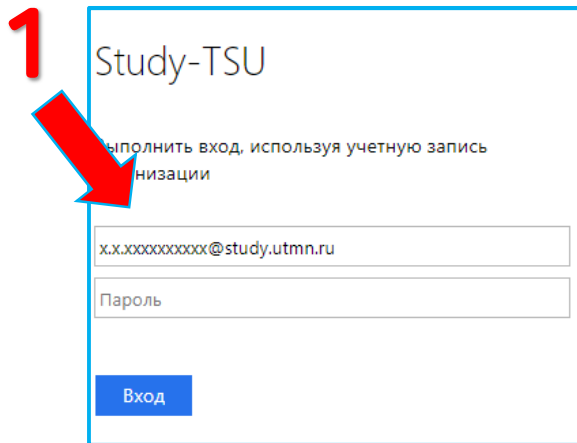 1
Study-TSU
ыполнить вход, используя учетную запись
низации
x.x.xxxxxxxxxx@study.utmn.ru
Пароль
Вход